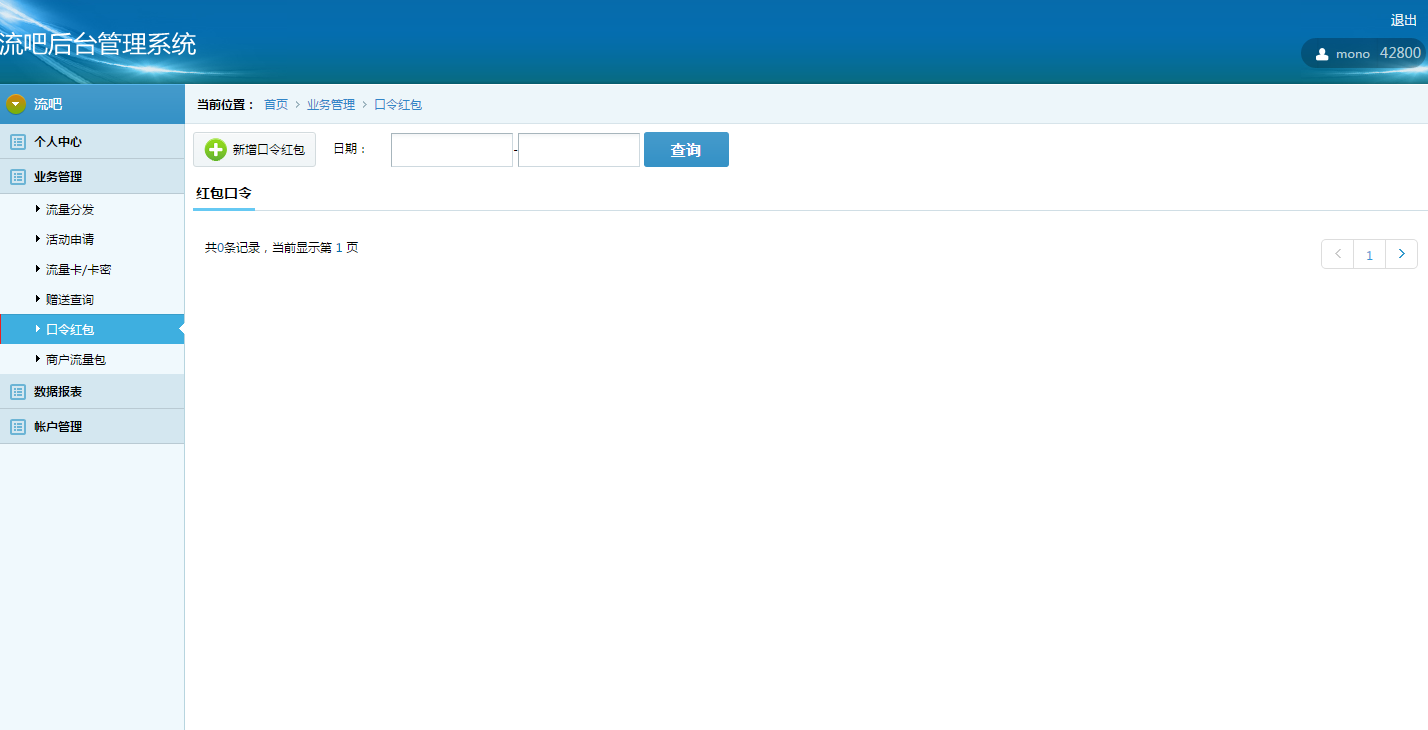 退出
流吧后台管理系统
mono 42800
流吧
当前位置： 首页 > 业务管理 > 口令红包
个人中心
新增口令红包 日期： - 查询
业务管理
红包口令
流量分发
活动申请
共0条记录，当前显示第 1 页
< 1 >
流量卡/卡密
赠送查询
口令红包
商户流量包
数据报表
帐户管理